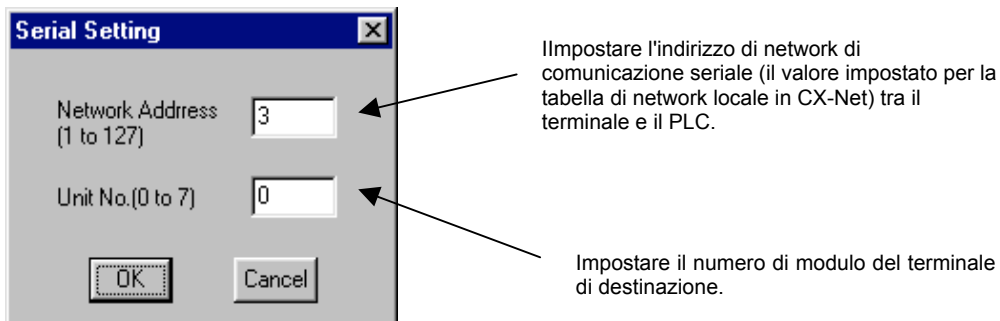 Serial Setting
IImpostare l'indirizzo di network di
comunicazione seriale (il valore impostato per la
tabella di network locale in CX-Net) tra il
terminale e il PLC.
Network Addrress
(1 to 127)
3
Unit No.(0 to 7)
0
Impostare il numero di modulo del terminale
di destinazione.
OK
Cancel